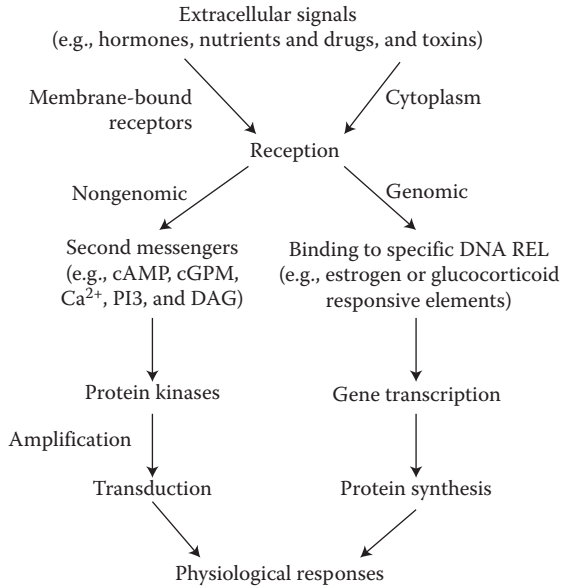 Extracellular signals
(e.g., hormones, nutrients and drugs, and toxins)
Membrane-bound
receptors
Cytoplasm
Reception
Nongenomic
Genomic
Second messengers
(e.g., cAMP, cGPM,
Ca²⁺, PI3, and DAG)
Binding to specific DNA REL
(e.g., estrogen or glucocorticoid
responsive elements)
Protein kinases
Gene transcription
Amplification
Transduction
Protein synthesis
Physiological responses